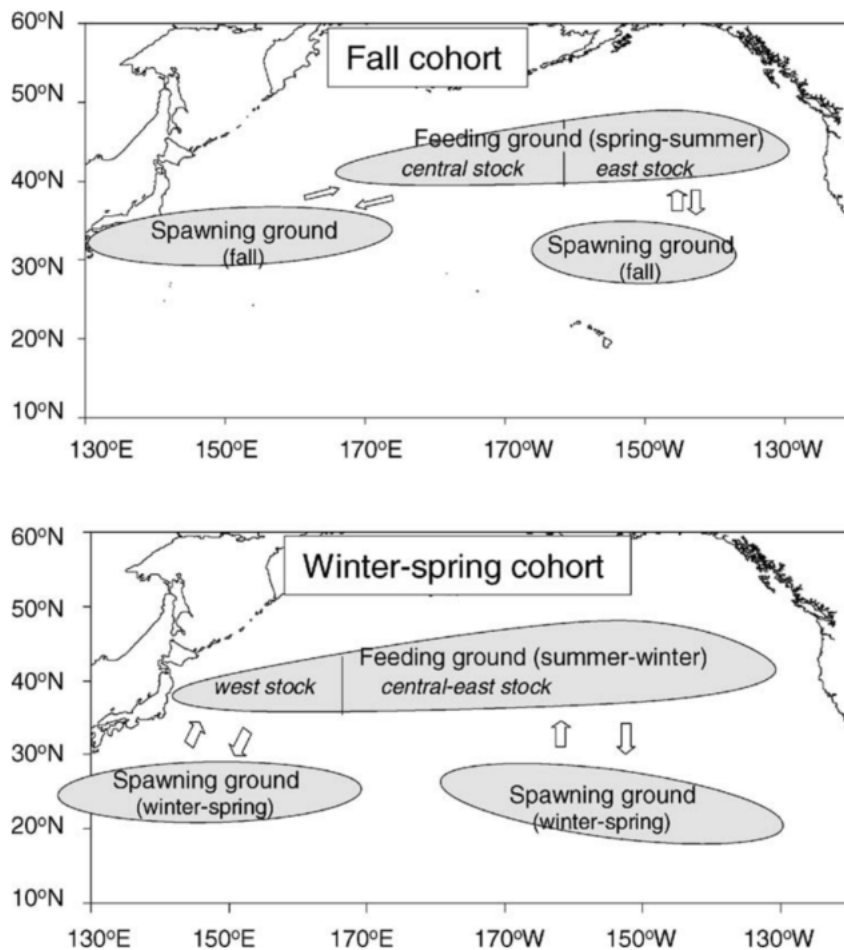 60°N
Fall cohort
50°N
Feeding ground (spring-summer)
central stock
east stock
40°N
Spawning ground
(fall)
Spawning ground
(fall)
30°N
20°N
10°N
130°E 150°E 170°E 170°W 150°W 130°W
60°N
Winter-spring cohort
50°N
Feeding ground (summer-winter)
west stock
central-east stock
40°N
30°N
Spawning ground
(winter-spring)
Spawning ground
(winter-spring)
20°N
10°N
130°E 150°E 170°E 170°W 150°W 130°W